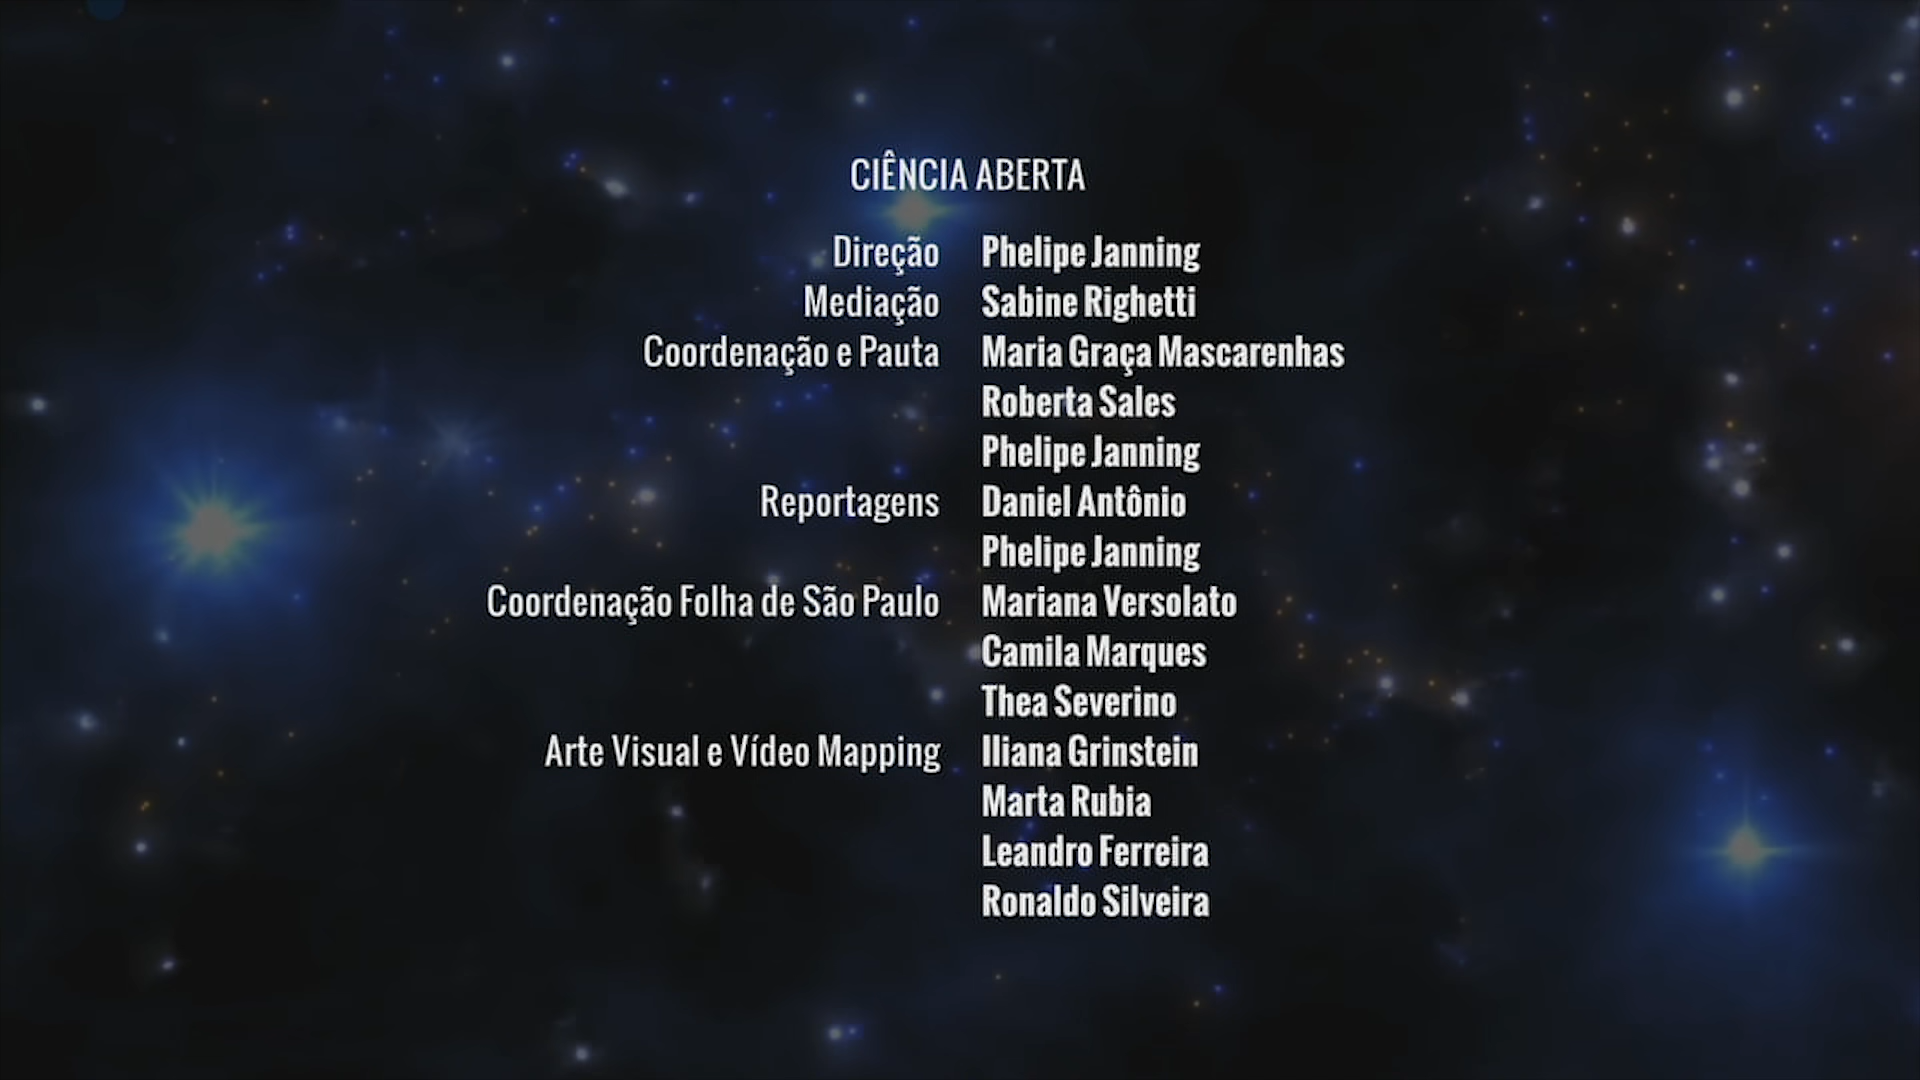 CIÊNCIA ABERTA
Direção Phelipe Janning
Mediação Sabine Righetti
Coordenação e Pauta Maria Graça Mascarenhas
Roberta Sales
Phelipe Janning
Reportagens Daniel Antônio
Phelipe Janning
Coordenação Folha de São Paulo Mariana Versolato
Camila Marques
Thea Severino
Arte Visual e Vídeo Mapping Iliana Grinstein
Marta Rubia
Leandro Ferreira
Ronaldo Silveira